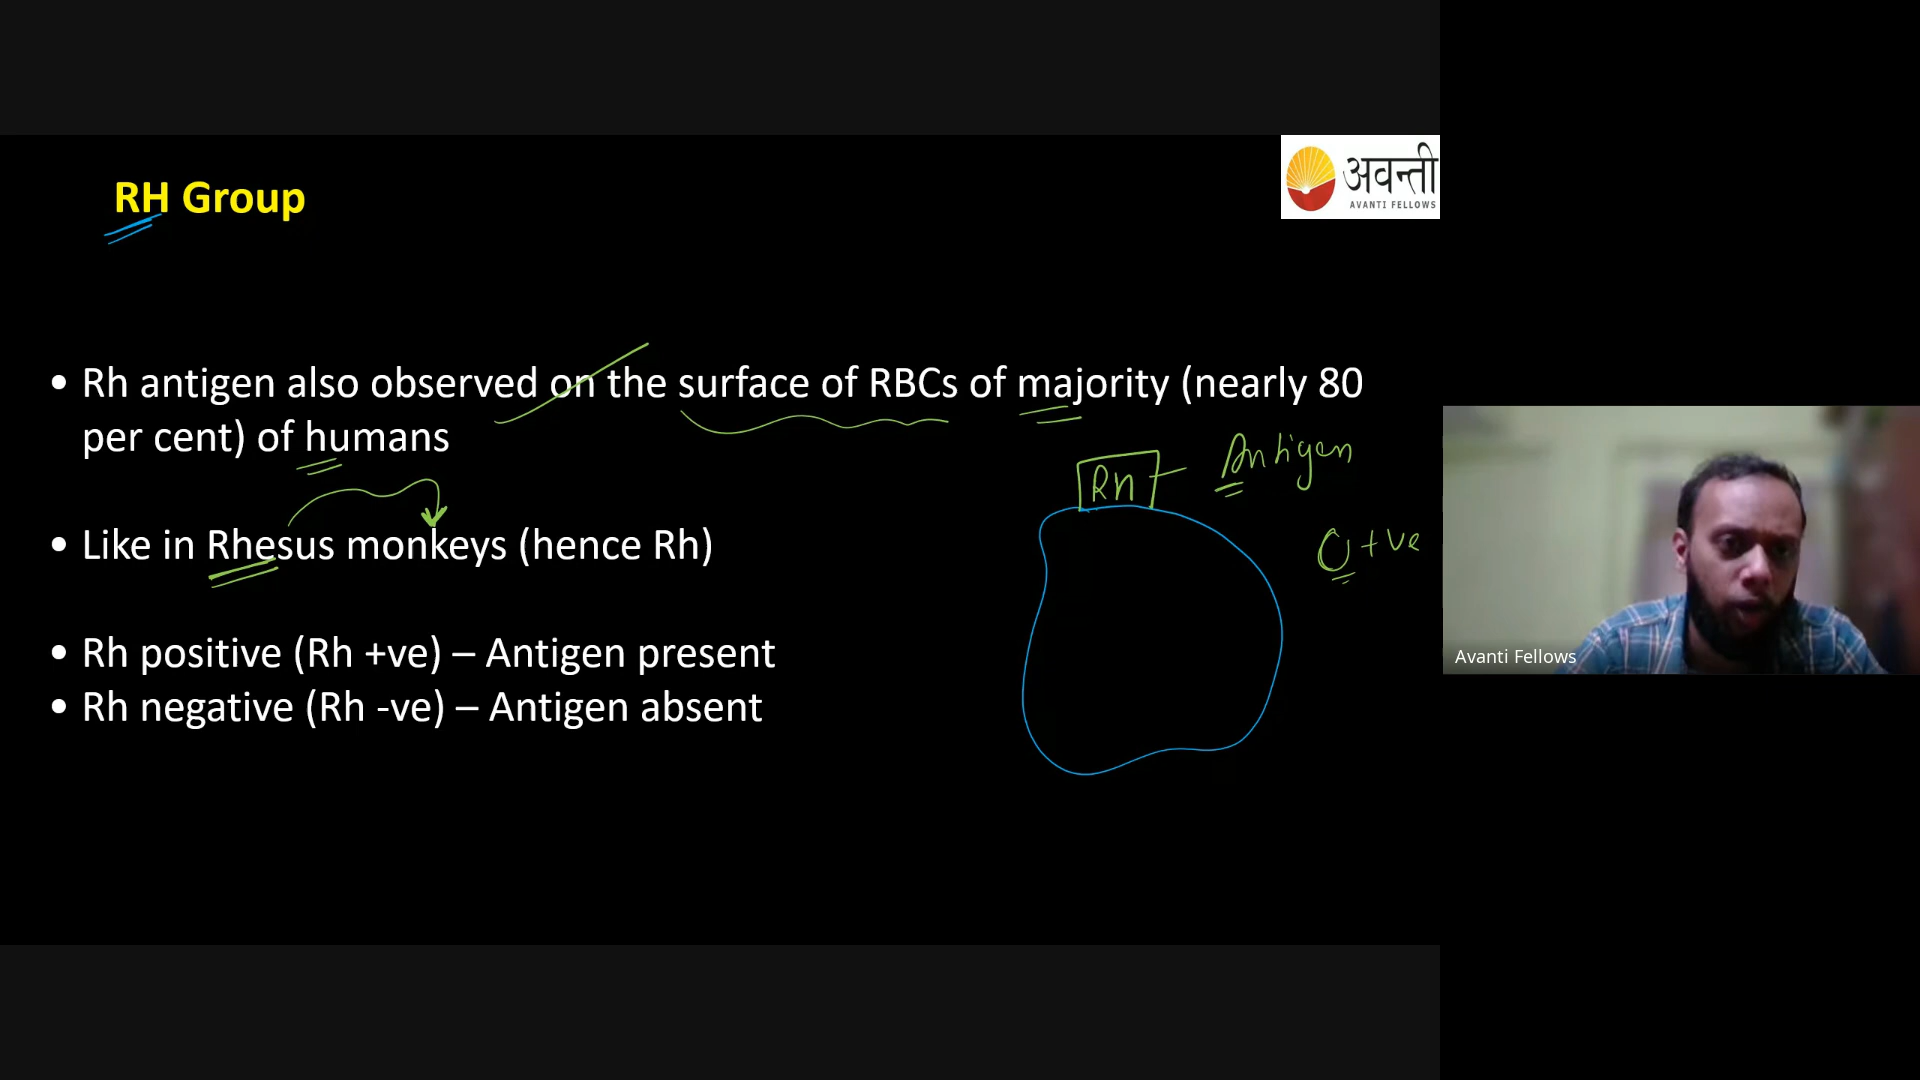 RH Group
अवन्ती
AVANTI FELLOWS
• Rh antigen also observed on the surface of RBCs of majority (nearly 80
per cent) of humans
Rh
Antigen
• Like in Rhesus monkeys (hence Rh)
O +ve
• Rh positive (Rh +ve) – Antigen present
• Rh negative (Rh -ve) – Antigen absent
Avanti Fellows